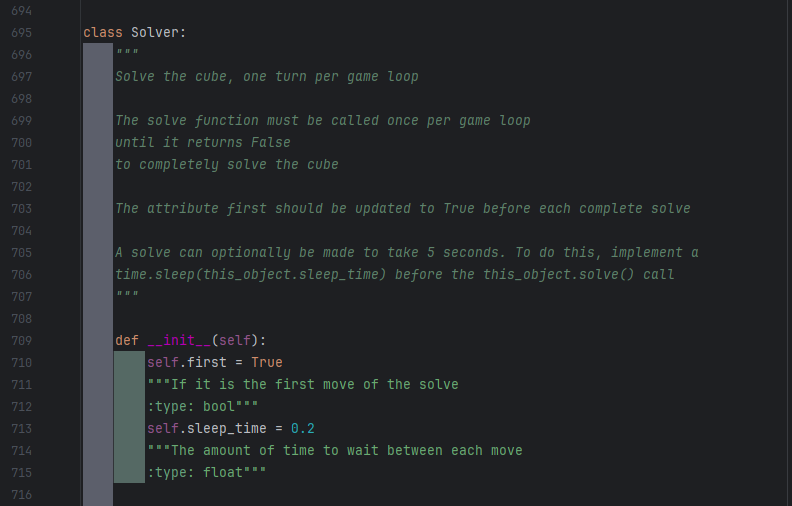 694
695 class Solver:
696 """
697 Solve the cube, one turn per game loop
698
699 The solve function must be called once per game loop
700 until it returns False
701 to completely solve the cube
702
703 The attribute first should be updated to True before each complete solve
704
705 A solve can optionally be made to take 5 seconds. To do this, implement a
706 time.sleep(this_object.sleep_time) before the this_object.solve() call
707 """
708
709 def __init__(self):
710 self.first = True
711 """If it is the first move of the solve
712 :type: bool"""
713 self.sleep_time = 0.2
714 """The amount of time to wait between each move
715 :type: float"""
716